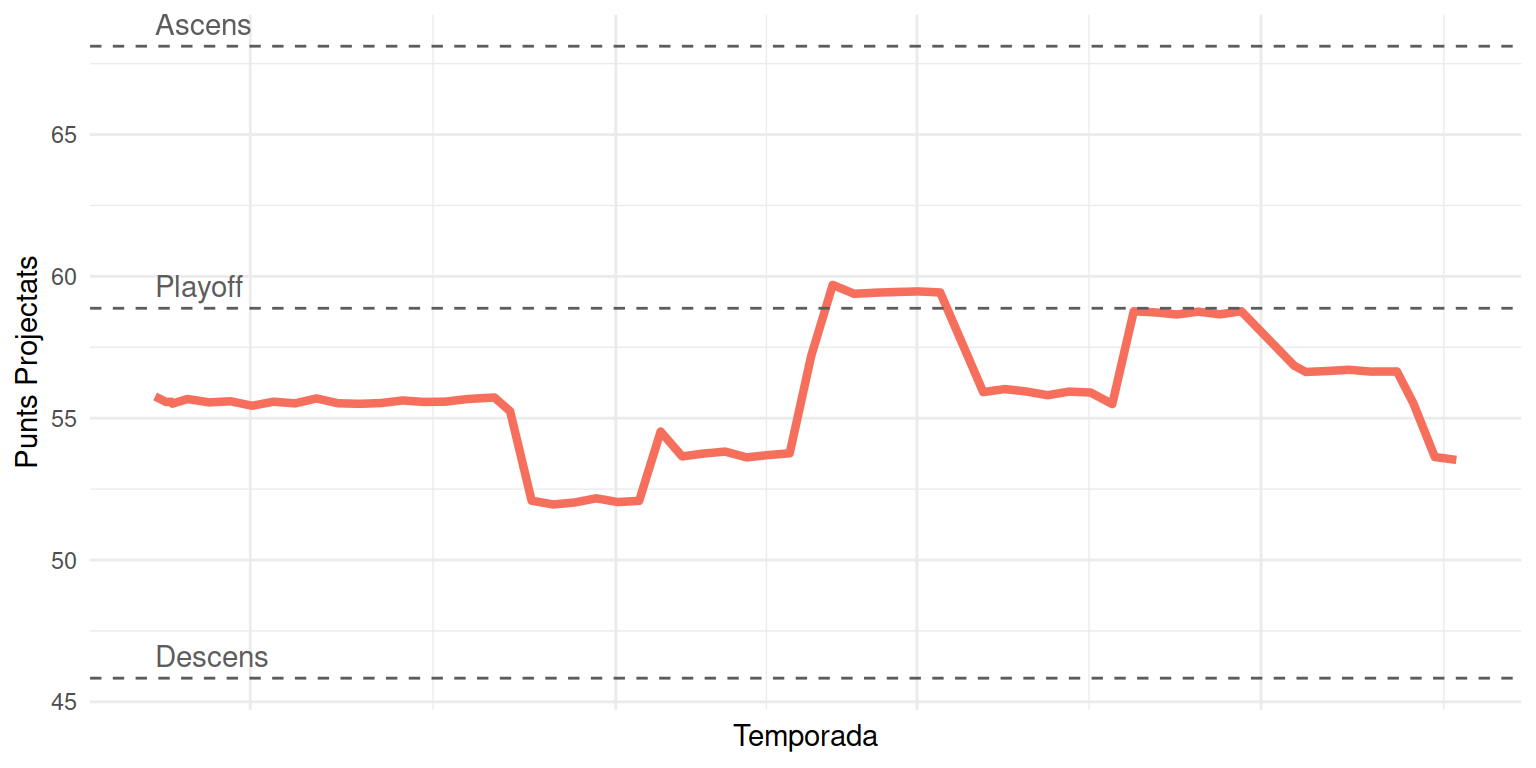 Ascens
65
60
Playoff
55
50
Descens
45
Punts Projectats
Temporada